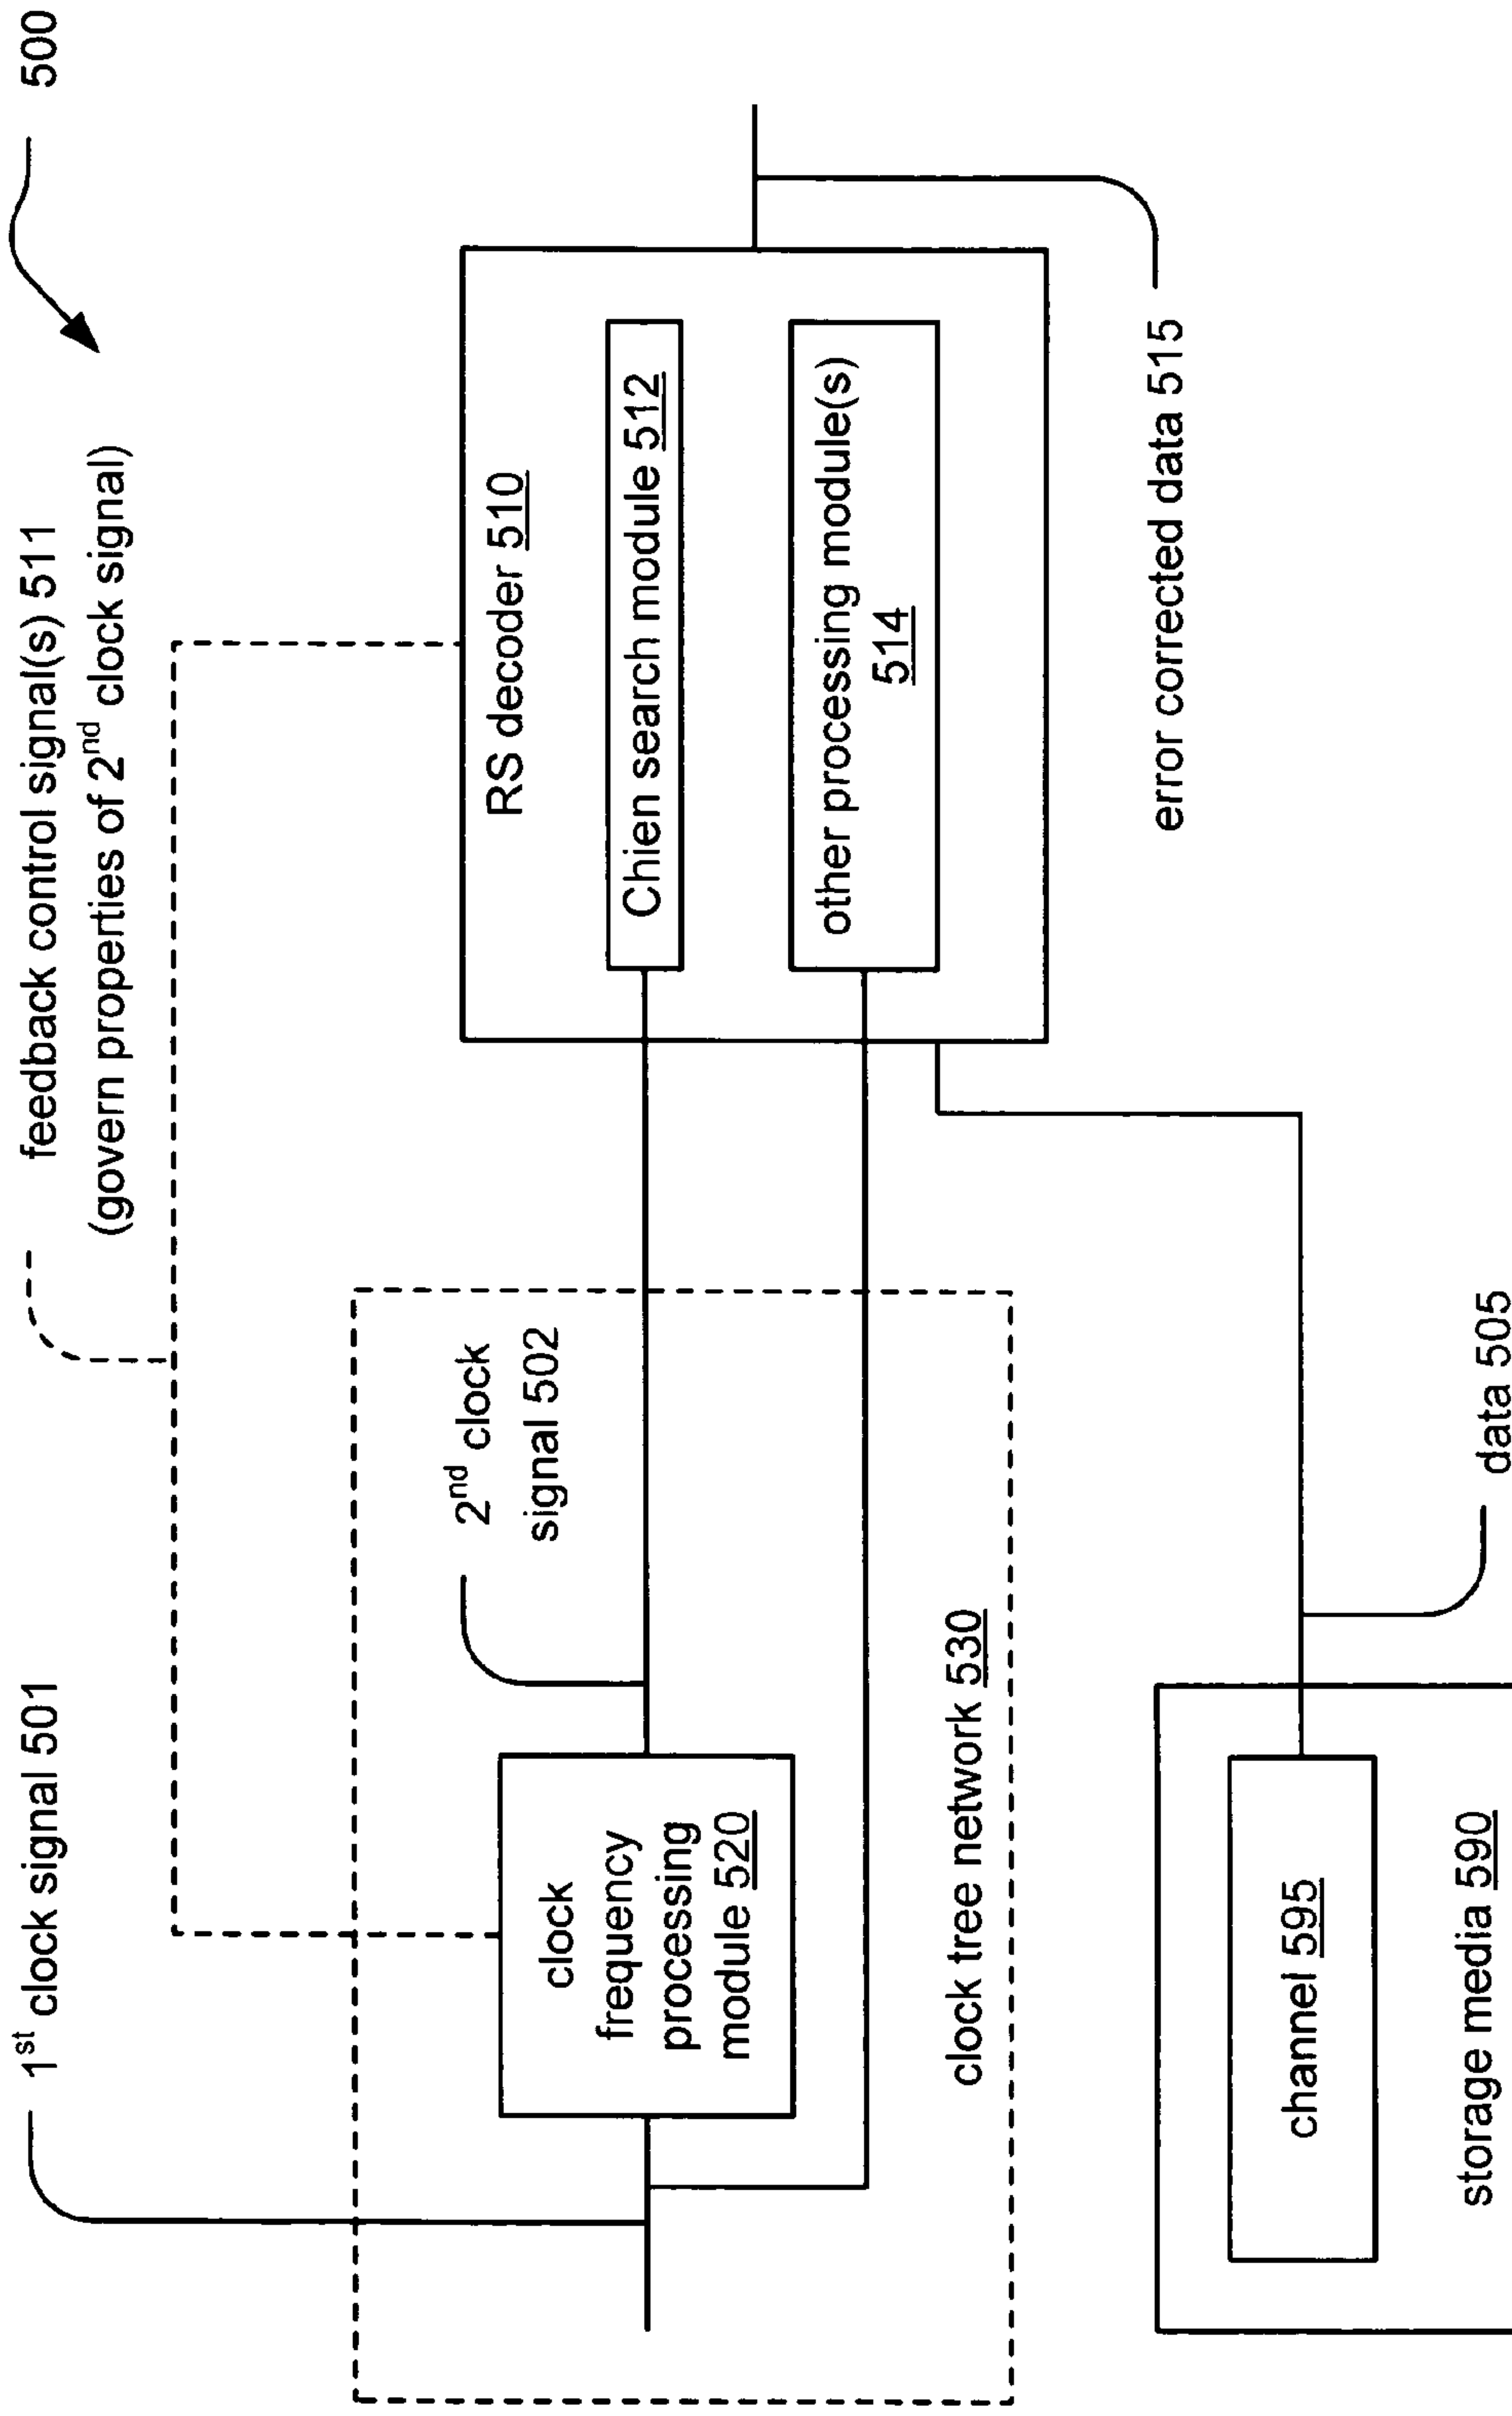 500
feedback control signal(s) 511
(govern properties of 2nd clock signal)
1st clock signal 501
2nd clock
signal 502
RS decoder 510
Chien search module 512
other processing module(s)
514
clock
frequency
processing
module 520
clock tree network 530
error corrected data 515
channel 595
storage media 590
data 505